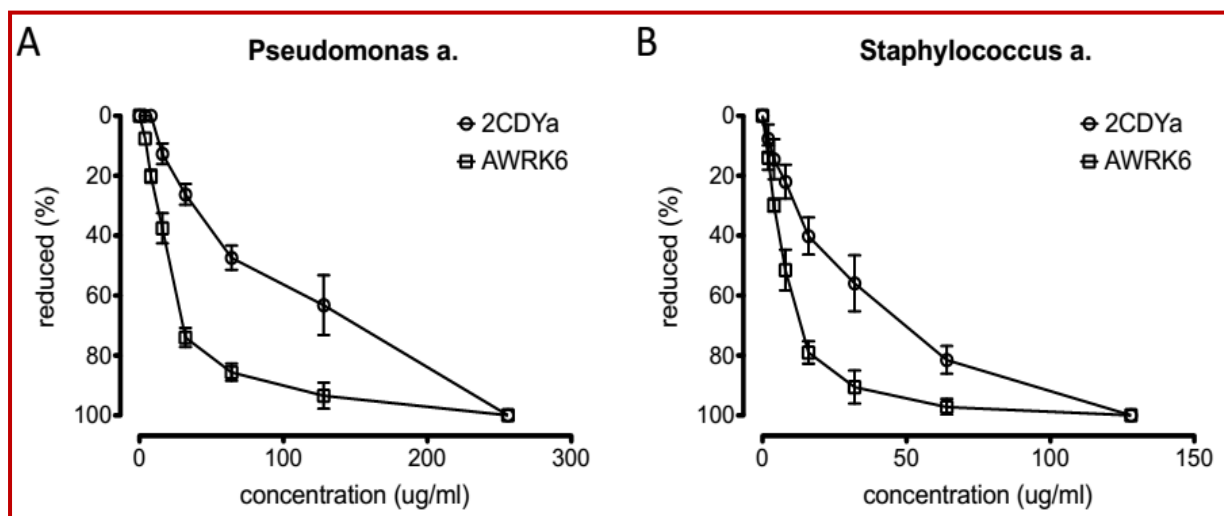 A
Pseudomonas a.
2CDYa
AWRK6
0
20
40
60
80
100
reduced (%)
0
100
200
300
concentration (ug/ml)
B
Staphylococcus a.
2CDYa
AWRK6
0
20
40
60
80
100
reduced (%)
0
50
100
150
concentration (ug/ml)